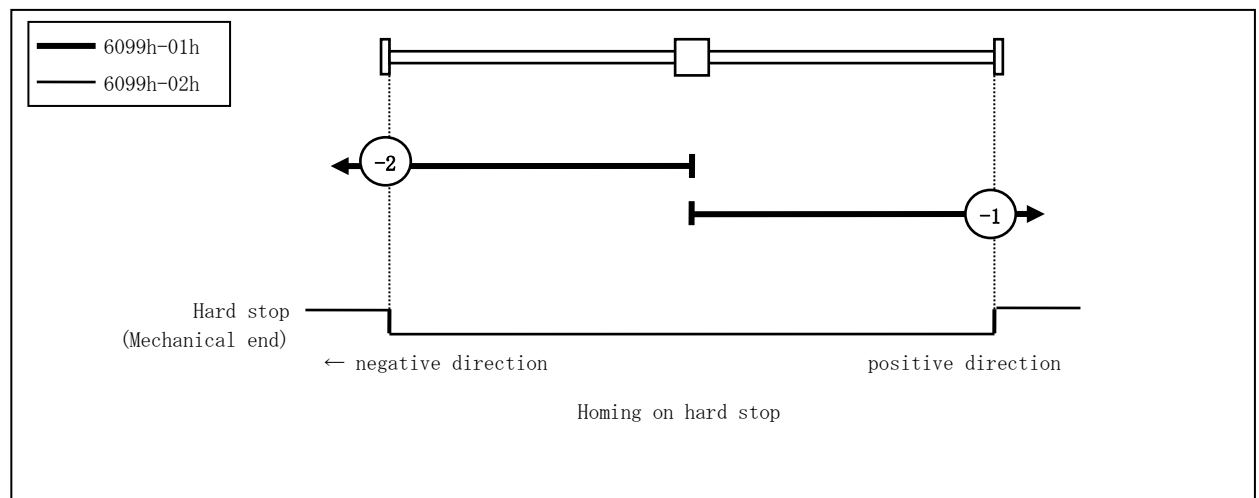 6099h-01h
6099h-02h
-2
-1
Hard stop
(Mechanical end)
← negative direction
positive direction
Homing on hard stop